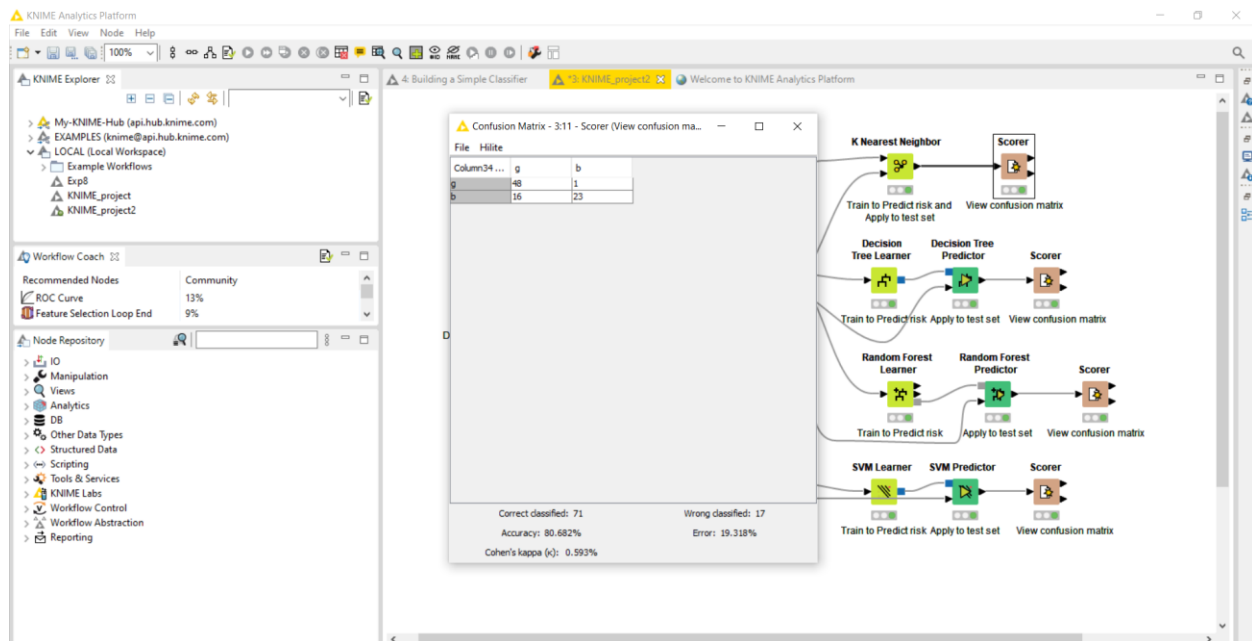 KNIME Analytics Platform
File Edit View Node Help
100%
KNIME Explorer
4: Building a Simple Classifier
*3: KNIME_project2
Welcome to KNIME Analytics Platform
My-KNIME-Hub (api.hub.knime.com)
EXAMPLES (knime@api.hub.knime.com)
LOCAL (Local Workspace)
Example Workflows
Exp8
KNIME_project
KNIME_project2
Workflow Coach
Recommended Nodes Community
ROC Curve 13%
Feature Selection Loop End 9%
Node Repository
IO
Manipulation
Views
Analytics
DB
Other Data Types
Structured Data
Scripting
Tools & Services
KNIME Labs
Workflow Control
Workflow Abstraction
Reporting
D
Confusion Matrix - 3:11 - Scorer (View confusion ma...
File Hilite
Column34 ... g b
g 48 1
b 16 23
Correct classified: 71 Wrong classified: 17
Accuracy: 80.682% Error: 19.318%
Cohen's kappa (κ): 0.593%
K Nearest Neighbor
Scorer
Train to Predict risk and
Apply to test set
View confusion matrix
Decision
Tree Learner
Decision Tree
Predictor
Scorer
Train to Predict risk
Apply to test set
View confusion matrix
Random Forest
Learner
Random Forest
Predictor
Scorer
Train to Predict risk
Apply to test set
View confusion matrix
SVM Learner
SVM Predictor
Scorer
Train to Predict risk
Apply to test set
View confusion matrix